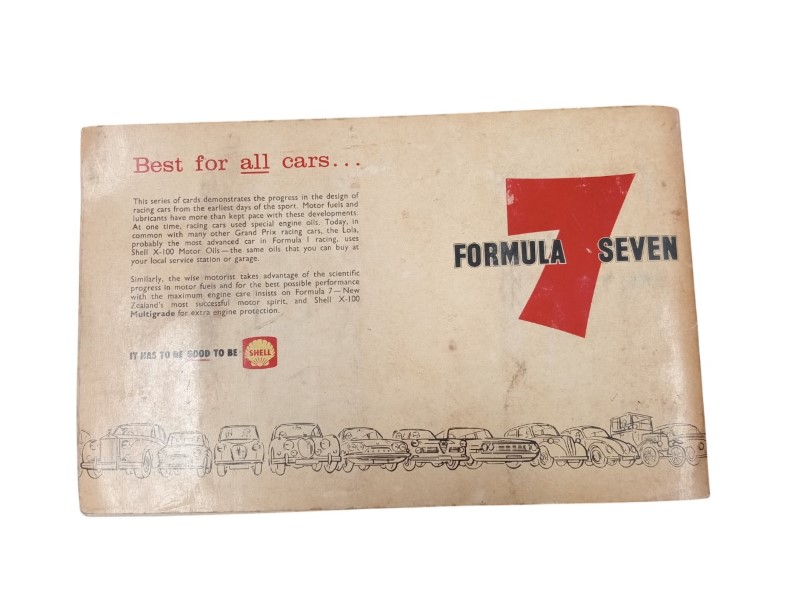 Best for all cars...
This series of cards demonstrates the progress in the design of
racing cars from the earliest days of the sport. Motor fuels and
lubricants have more than kept pace with these developments.
At one time, racing cars used special engine oils. Today, in
common with many other Grand Prix racing cars, the Lola,
probably the most advanced car in Formula I racing, uses
Shell X-100 Motor Oils—the same oils that you can buy at
your local service station or garage.
Similarly, the wise motorist takes advantage of the scientific
progress in motor fuels and for the best possible performance
with the maximum engine care insists on Formula 7—New
Zealand's most successful motor spirit, and Shell X-100
Multigrade for extra engine protection.
IT HAS TO BE GOOD TO BE SHELL
FORMULA 7 SEVEN